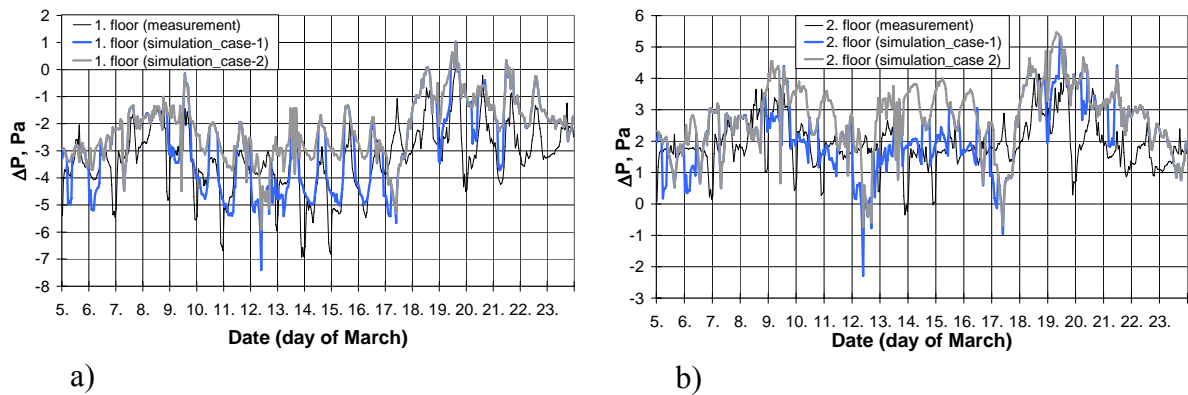 1. floor (measurement)
1. floor (simulation_case-1)
1. floor (simulation_case-2)
2
1
0
-1
-2
-3
-4
-5
-6
-7
-8
ΔP, Pa
5. 6. 7. 8. 9. 10. 11. 12. 13. 14. 15. 16. 17. 18. 19. 20. 21. 22. 23.
Date (day of March)
a)
2. floor (measurement)
2. floor (simulation_case-1)
2. floor (simulation_case 2)
6
5
4
3
2
1
0
-1
-2
-3
ΔP, Pa
5. 6. 7. 8. 9. 10. 11. 12. 13. 14. 15. 16. 17. 18. 19. 20. 21. 22. 23.
Date (day of March)
b)